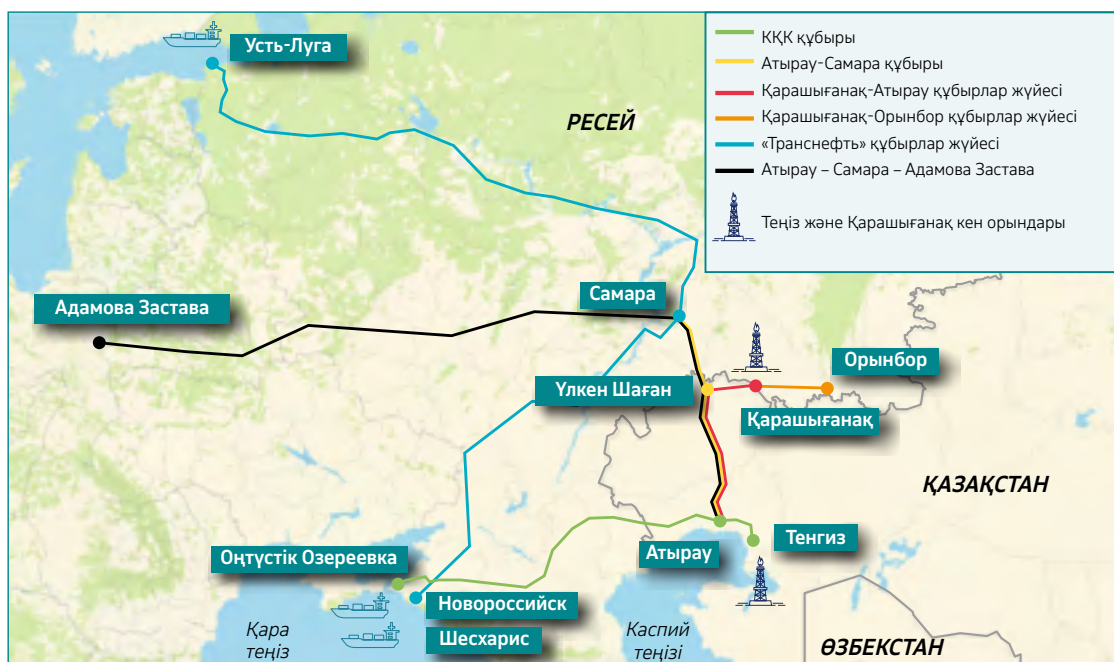 Усть-Луга
РЕСЕЙ
КҚК құбыры
Атырау-Самара құбыры
Қарашығанақ-Атырау құбырлар жүйесі
Қарашығанақ-Орынбор құбырлар жүйесі
«Транснефть» құбырлар жүйесі
Атырау – Самара – Адамова Застава
Теңіз және Қарашығанақ кен орындары
Адамова Застава
Самара
Үлкен Шаған
Орынбор
Қарашығанақ
ҚАЗАҚСТАН
Атырау
Тенгиз
Оңтүстік Озереевка
Новороссийск
Шесхарис
Қара
теңіз
Каспий
теңізі
ӨЗБЕКСТАН